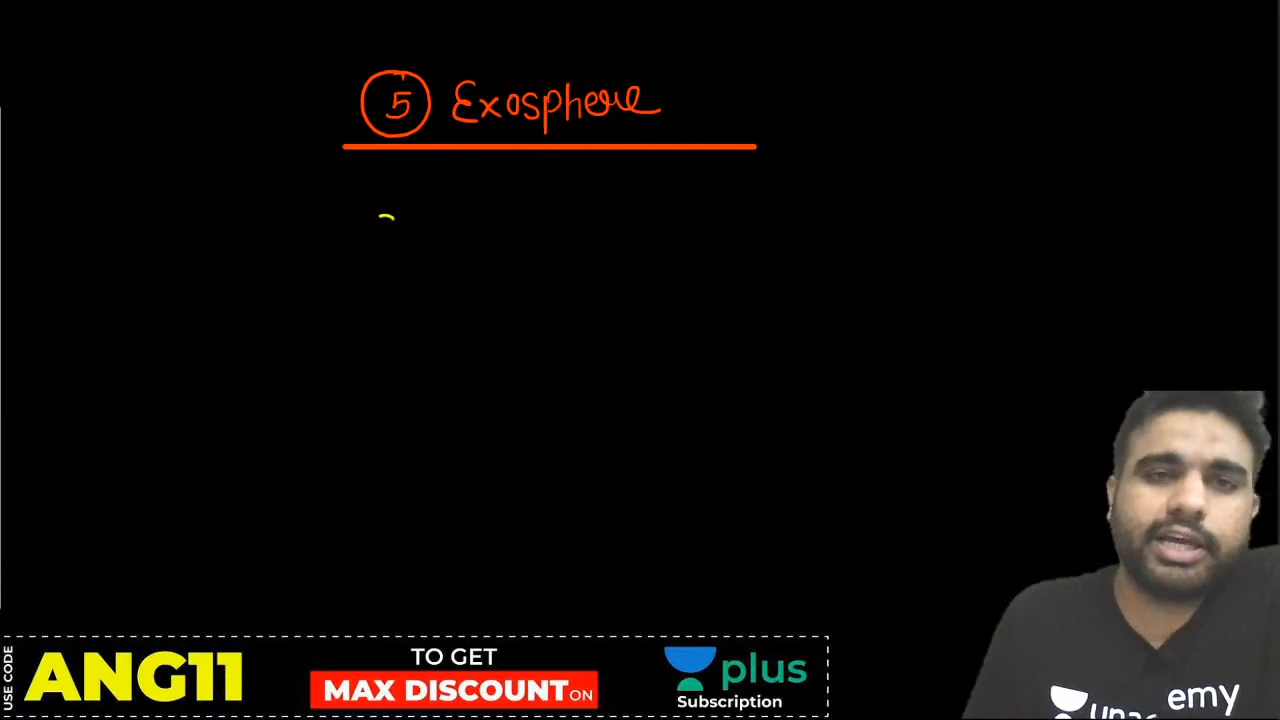 5 Exosphere
USE CODE
ANG11
TO GET
MAX DISCOUNT ON
plus
Subscription
emy